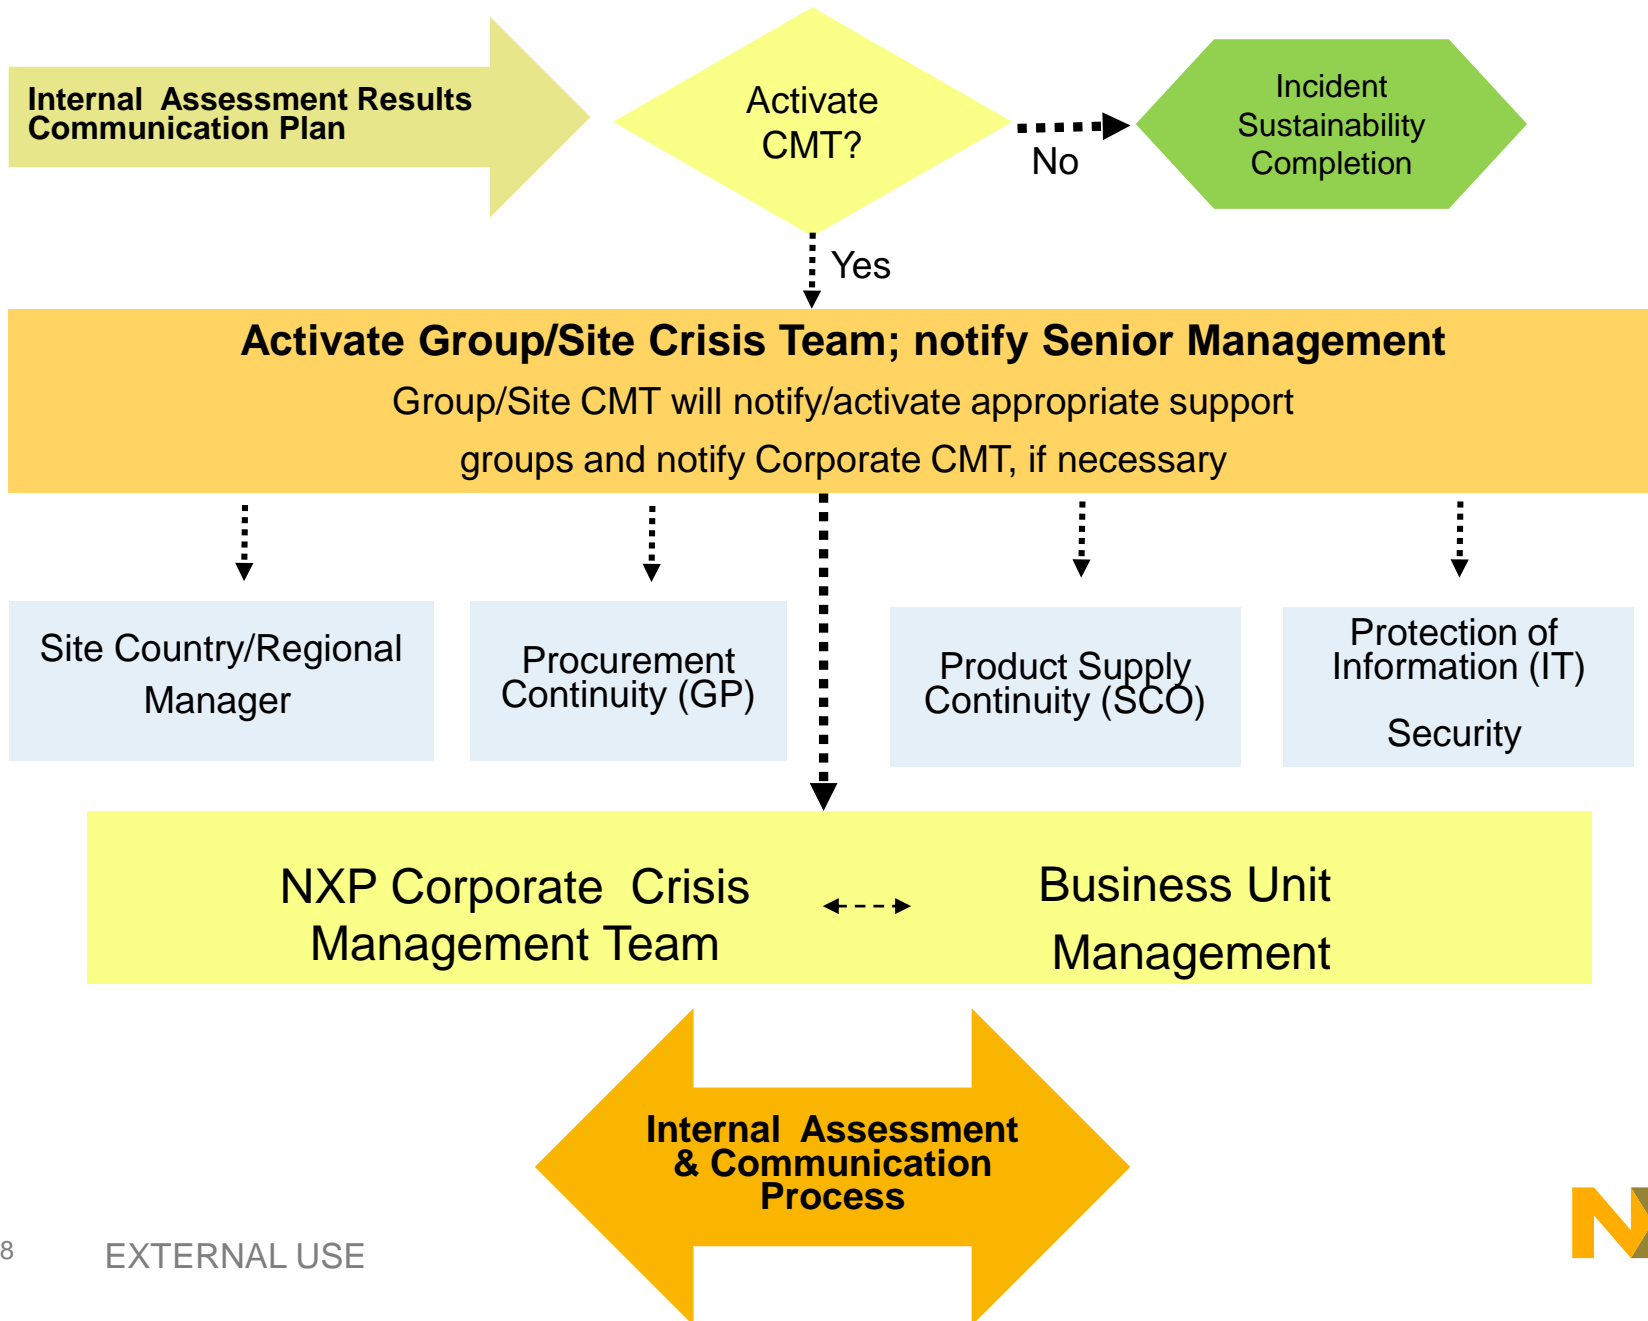 Internal Assessment Results
Communication Plan
Activate
CMT?
No
Incident
Sustainability
Completion
Yes
Activate Group/Site Crisis Team; notify Senior Management
Group/Site CMT will notify/activate appropriate support
groups and notify Corporate CMT, if necessary
Site Country/Regional
Manager
Procurement
Continuity (GP)
Product Supply
Continuity (SCO)
Protection of
Information (IT)
Security
NXP Corporate Crisis
Management Team
Business Unit
Management
Internal Assessment
& Communication
Process
8
EXTERNAL USE